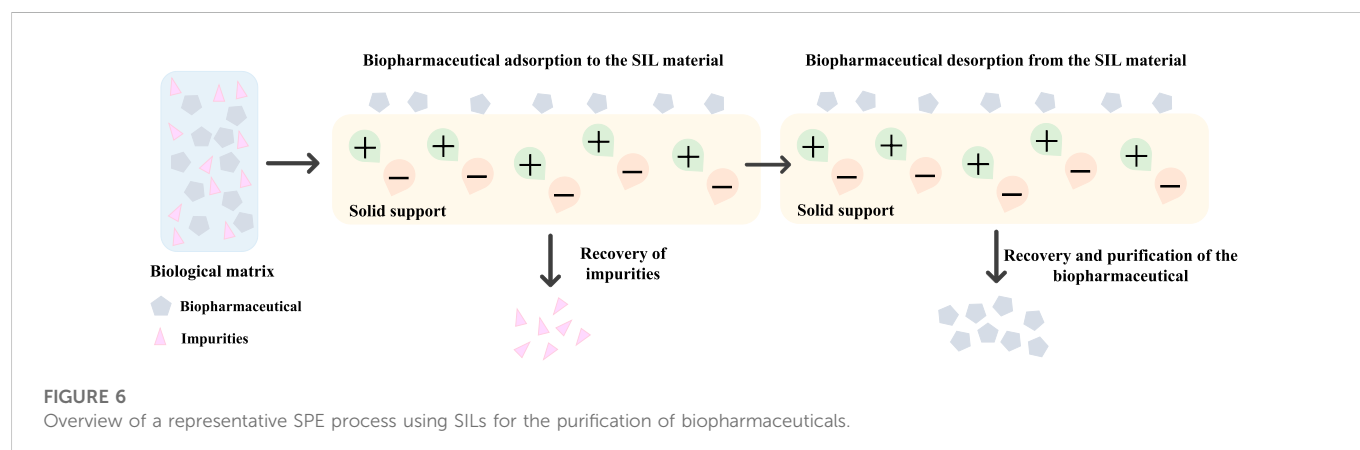 Biopharmaceutical adsorption to the SIL material
Biopharmaceutical desorption from the SIL material
+ + + + +
− − − − −
Solid support
+ + + + +
− − − − −
Solid support
Biological matrix
Biopharmaceutical
Impurities
Recovery of
impurities
Recovery and purification of the
biopharmaceutical
FIGURE 6
Overview of a representative SPE process using SILs for the purification of biopharmaceuticals.